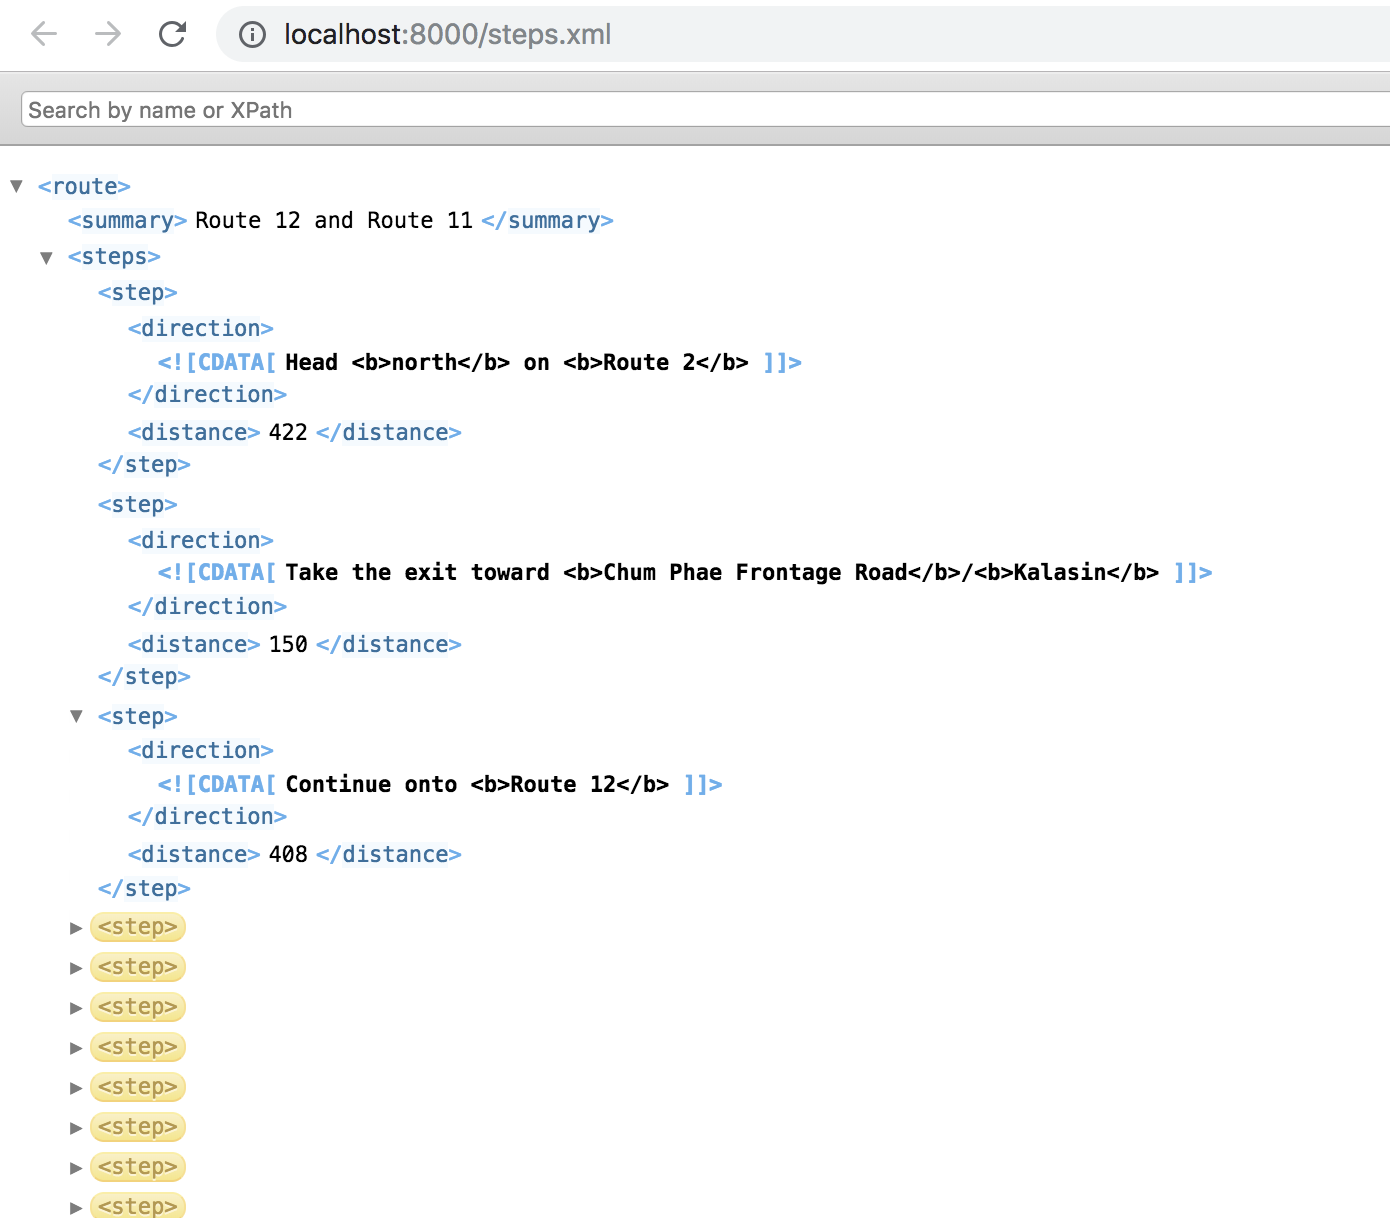 localhost:8000/steps.xml
Search by name or XPath
<route>
<summary> Route 12 and Route 11 </summary>
<steps>
<step>
<direction>
<![CDATA[ Head <b>north</b> on <b>Route 2</b> ]]>
</direction>
<distance> 422 </distance>
</step>
<step>
<direction>
<![CDATA[ Take the exit toward <b>Chum Phae Frontage Road</b>/<b>Kalasin</b> ]]>
</direction>
<distance> 150 </distance>
</step>
<step>
<direction>
<![CDATA[ Continue onto <b>Route 12</b> ]]>
</direction>
<distance> 408 </distance>
</step>
<step>
<step>
<step>
<step>
<step>
<step>
<step>
<step>